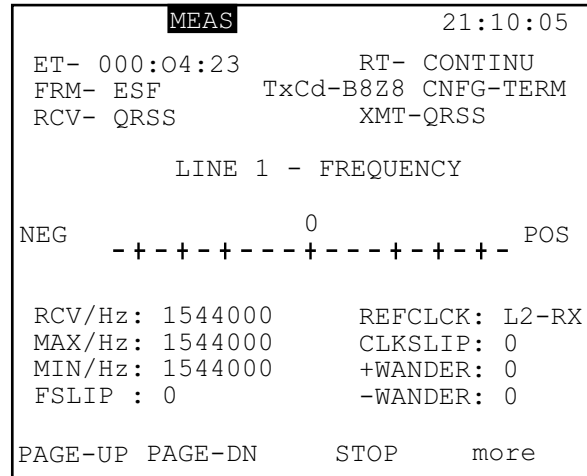 MEAS 21:10:05
ET- 000:O4:23 RT- CONTINU
FRM- ESF TxCd-B8Z8 CNFG-TERM
RCV- QRSS XMT-QRSS
LINE 1 - FREQUENCY
0
NEG -+-+-+---+---+-+-+- POS
RCV/Hz: 1544000 REFCLCK: L2-RX
MAX/Hz: 1544000 CLKSLIP: 0
MIN/Hz: 1544000 +WANDER: 0
FSLIP : 0 -WANDER: 0
PAGE-UP PAGE-DN STOP more